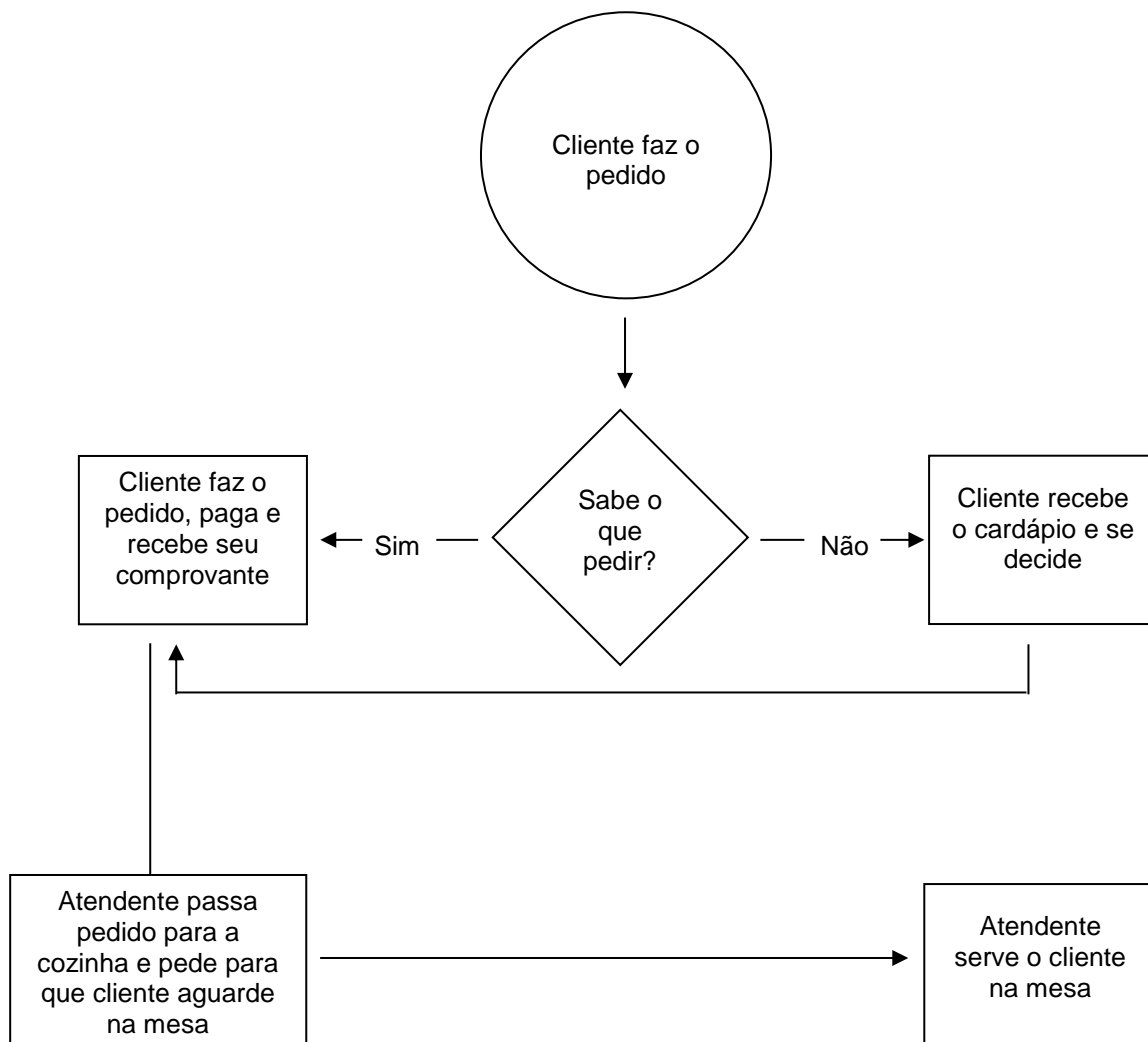 Cliente faz o
pedido
Cliente faz o
pedido, paga e
recebe seu
comprovante
Sim
Sabe o
que
pedir?
Não
Cliente recebe
o cardápio e se
decide
Atendente passa
pedido para a
cozinha e pede para
que cliente aguarde
na mesa
Atendente
serve o cliente
na mesa